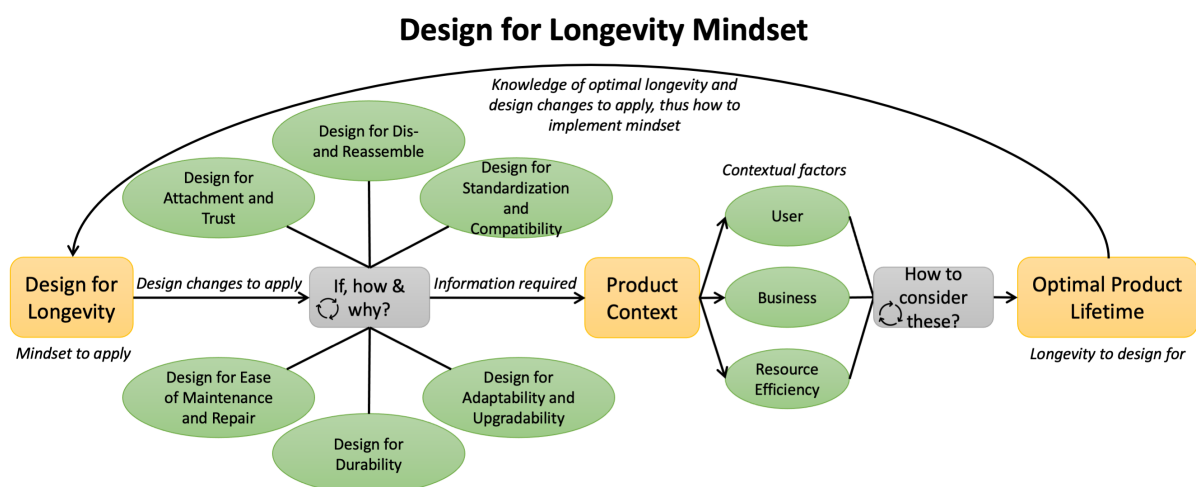 Design for Longevity Mindset
Knowledge of optimal longevity and
design changes to apply, thus how to
implement mindset
Design for Dis-
and Reassemble
Design for
Attachment and
Trust
Design for
Standardization
and
Compatibility
Contextual factors
User
Design for
Longevity
Mindset to apply
Design changes to apply
If, how &
why?
Information required
Product
Context
Business
How to
consider
these?
Optimal Product
Lifetime
Longevity to design for
Resource
Efficiency
Design for Ease
of Maintenance
and Repair
Design for
Durability
Design for
Adaptability and
Upgradability